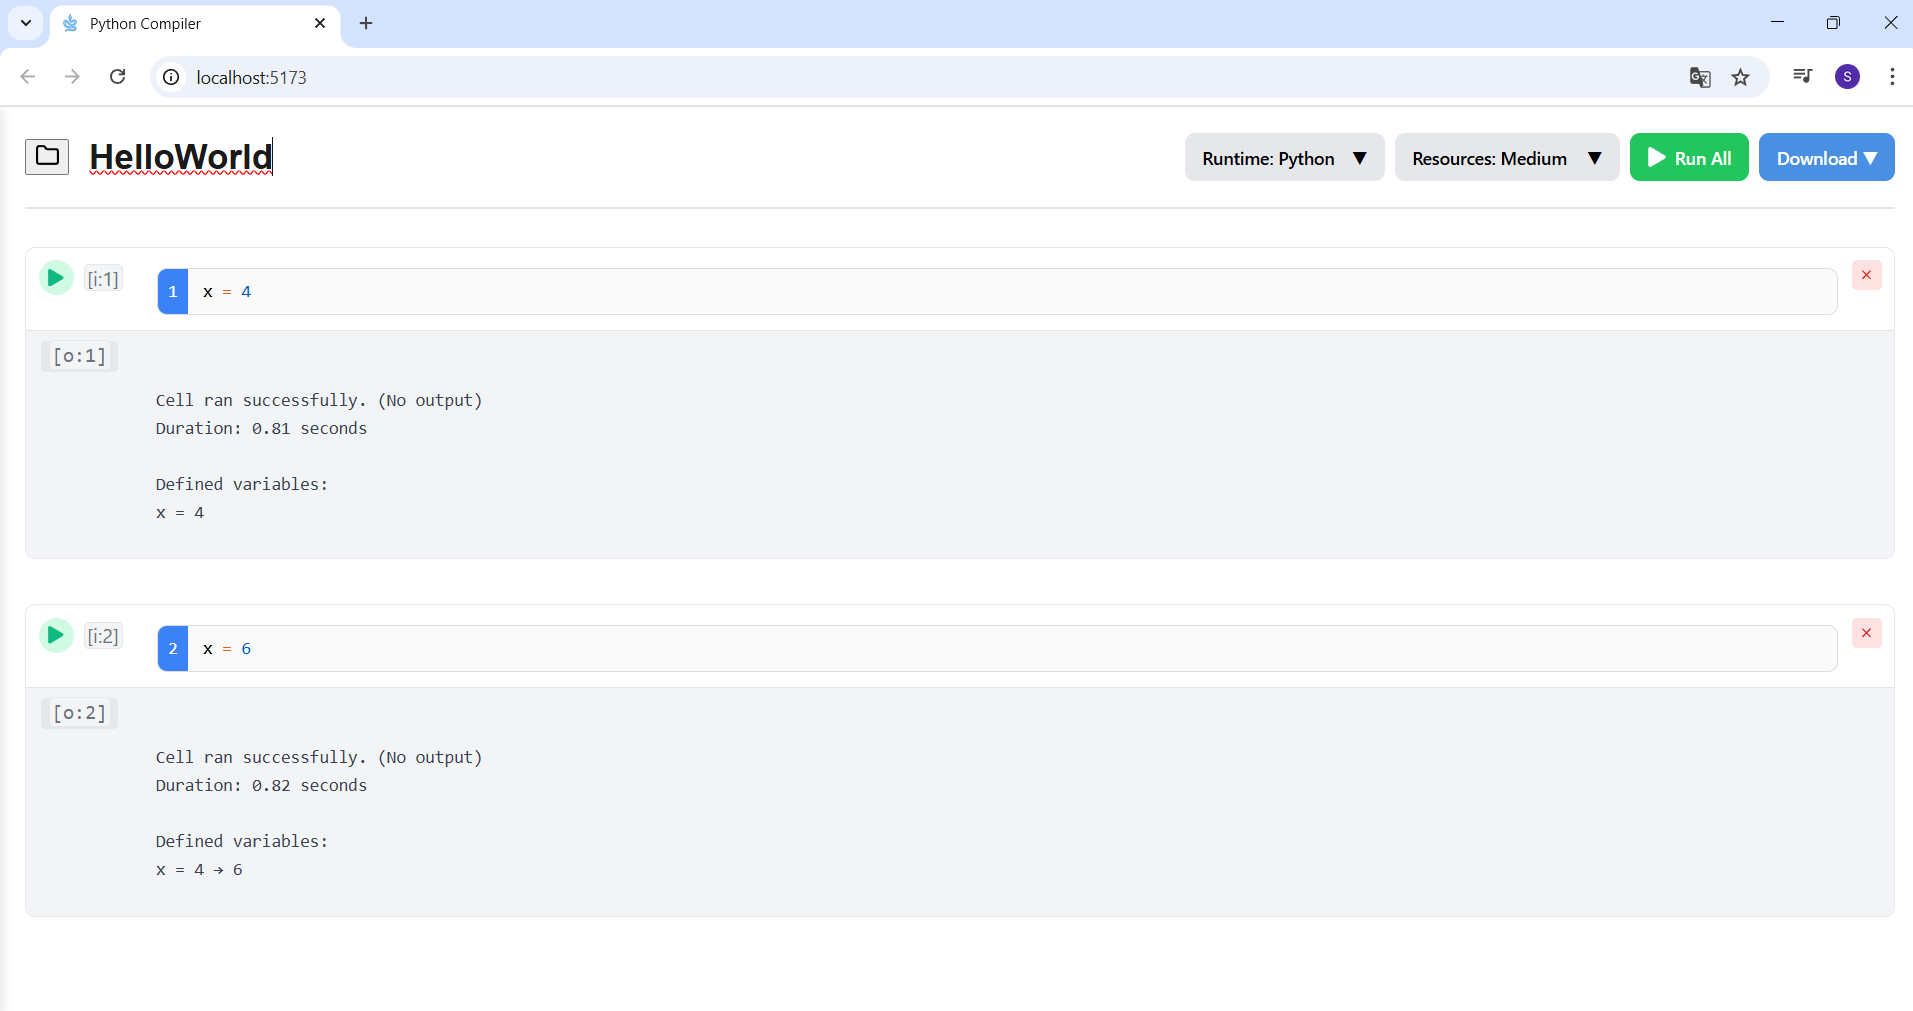 Python Compiler
localhost:5173
S
HelloWorld
Runtime: Python ▼
Resources: Medium ▼
Run All
Download ▼
[i:1]
1 x = 4
[o:1]
Cell ran successfully. (No output)
Duration: 0.81 seconds
Defined variables:
x = 4
[i:2]
2 x = 6
[o:2]
Cell ran successfully. (No output)
Duration: 0.82 seconds
Defined variables:
x = 4 → 6